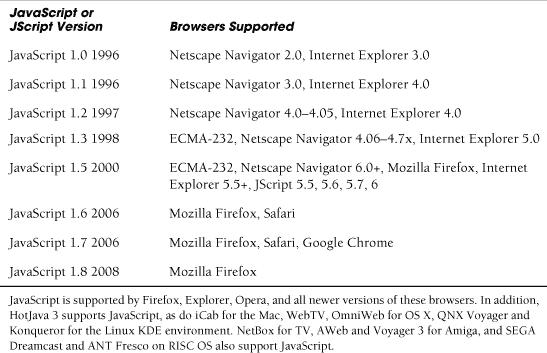 JavaScript or
JScript Version Browsers Supported
JavaScript 1.0 1996 Netscape Navigator 2.0, Internet Explorer 3.0
JavaScript 1.1 1996 Netscape Navigator 3.0, Internet Explorer 4.0
JavaScript 1.2 1997 Netscape Navigator 4.0–4.05, Internet Explorer 4.0
JavaScript 1.3 1998 ECMA-232, Netscape Navigator 4.06–4.7x, Internet Explorer 5.0
JavaScript 1.5 2000 ECMA-232, Netscape Navigator 6.0+, Mozilla Firefox, Internet
Explorer 5.5+, JScript 5.5, 5.6, 5.7, 6
JavaScript 1.6 2006 Mozilla Firefox, Safari
JavaScript 1.7 2006 Mozilla Firefox, Safari, Google Chrome
JavaScript 1.8 2008 Mozilla Firefox
JavaScript is supported by Firefox, Explorer, Opera, and all newer versions of these browsers. In addition,
HotJava 3 supports JavaScript, as do iCab for the Mac, WebTV, OmniWeb for OS X, QNX Voyager and
Konqueror for the Linux KDE environment. NetBox for TV, AWeb and Voyager 3 for Amiga, and SEGA
Dreamcast and ANT Fresco on RISC OS also support JavaScript.